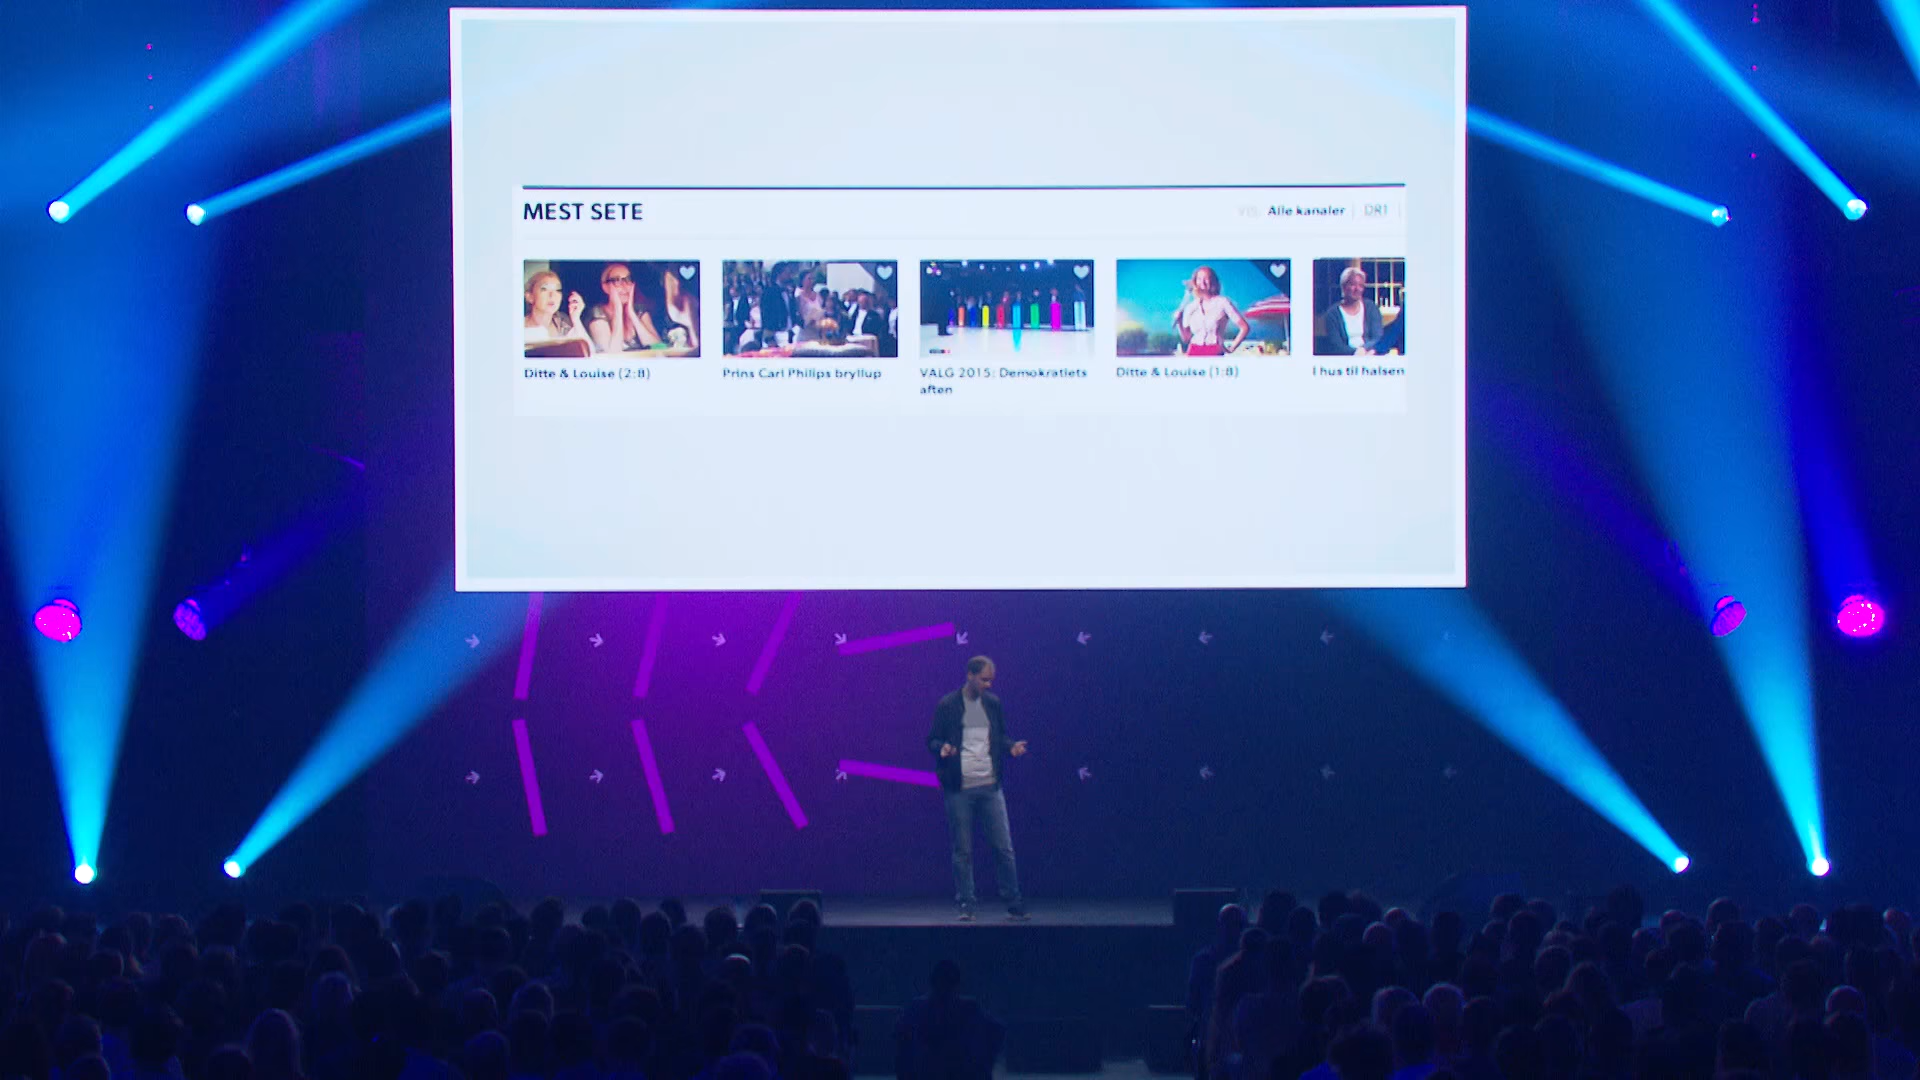 MEST SETE
VIS: Alle kanaler | DR1 |
Ditte & Louise (2:8)
Prins Carl Philips bryllup
VALG 2015: Demokratiets
aften
Ditte & Louise (1:8)
I hus til halsen